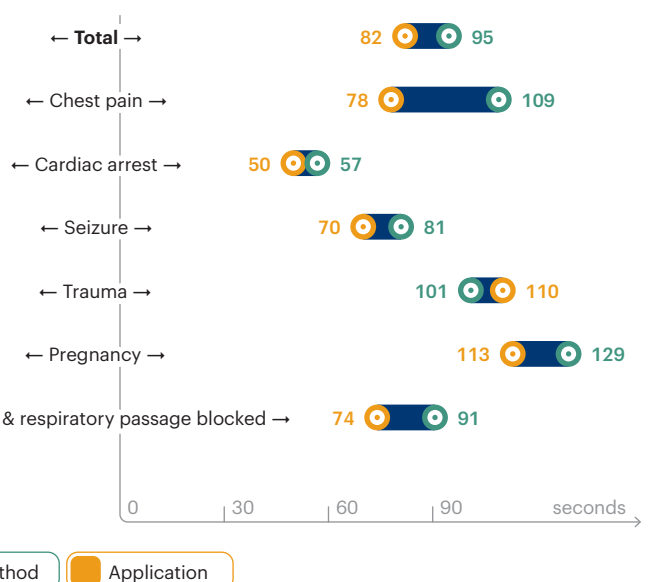 ← Total → 82 95
← Chest pain → 78 109
← Cardiac arrest → 50 57
← Seizure → 70 81
← Trauma → 101 110
← Pregnancy → 113 129
& respiratory passage blocked → 74 91
0 30 60 90 seconds
thod Application